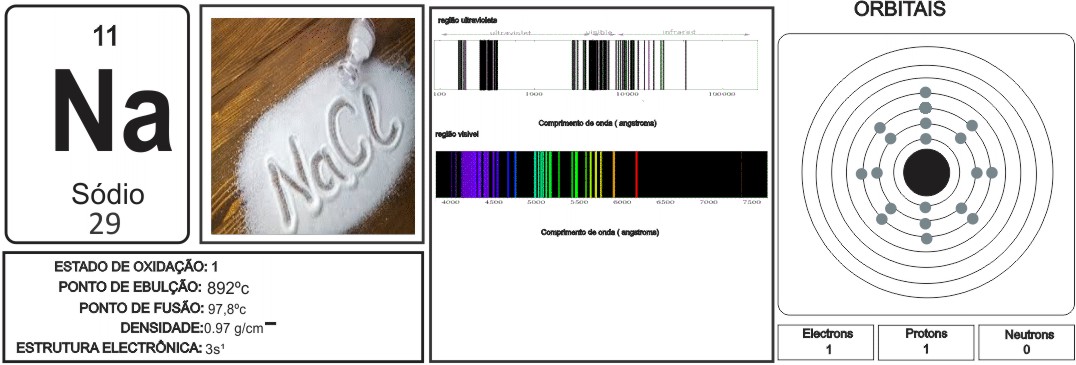 11
Na
Sódio
29
NaCl
ESTADO DE OXIDAÇÃO: 1
PONTO DE EBULÇÃO: 892ºc
PONTO DE FUSÃO: 97,8ºc
DENSIDADE:0.97 g/cm–
ESTRUTURA ELECTRÔNICA: 3s¹
região ultravioleta
ultraviolet visible infrared
100 1000 10000 100000
Comprimento de onda ( angstroms)
região visível
4000 4500 5000 5500 6000 6500 7000 7500
Comprimento de onda ( angstroms)
ORBITAIS
Electrons
1
Protons
1
Neutrons
0